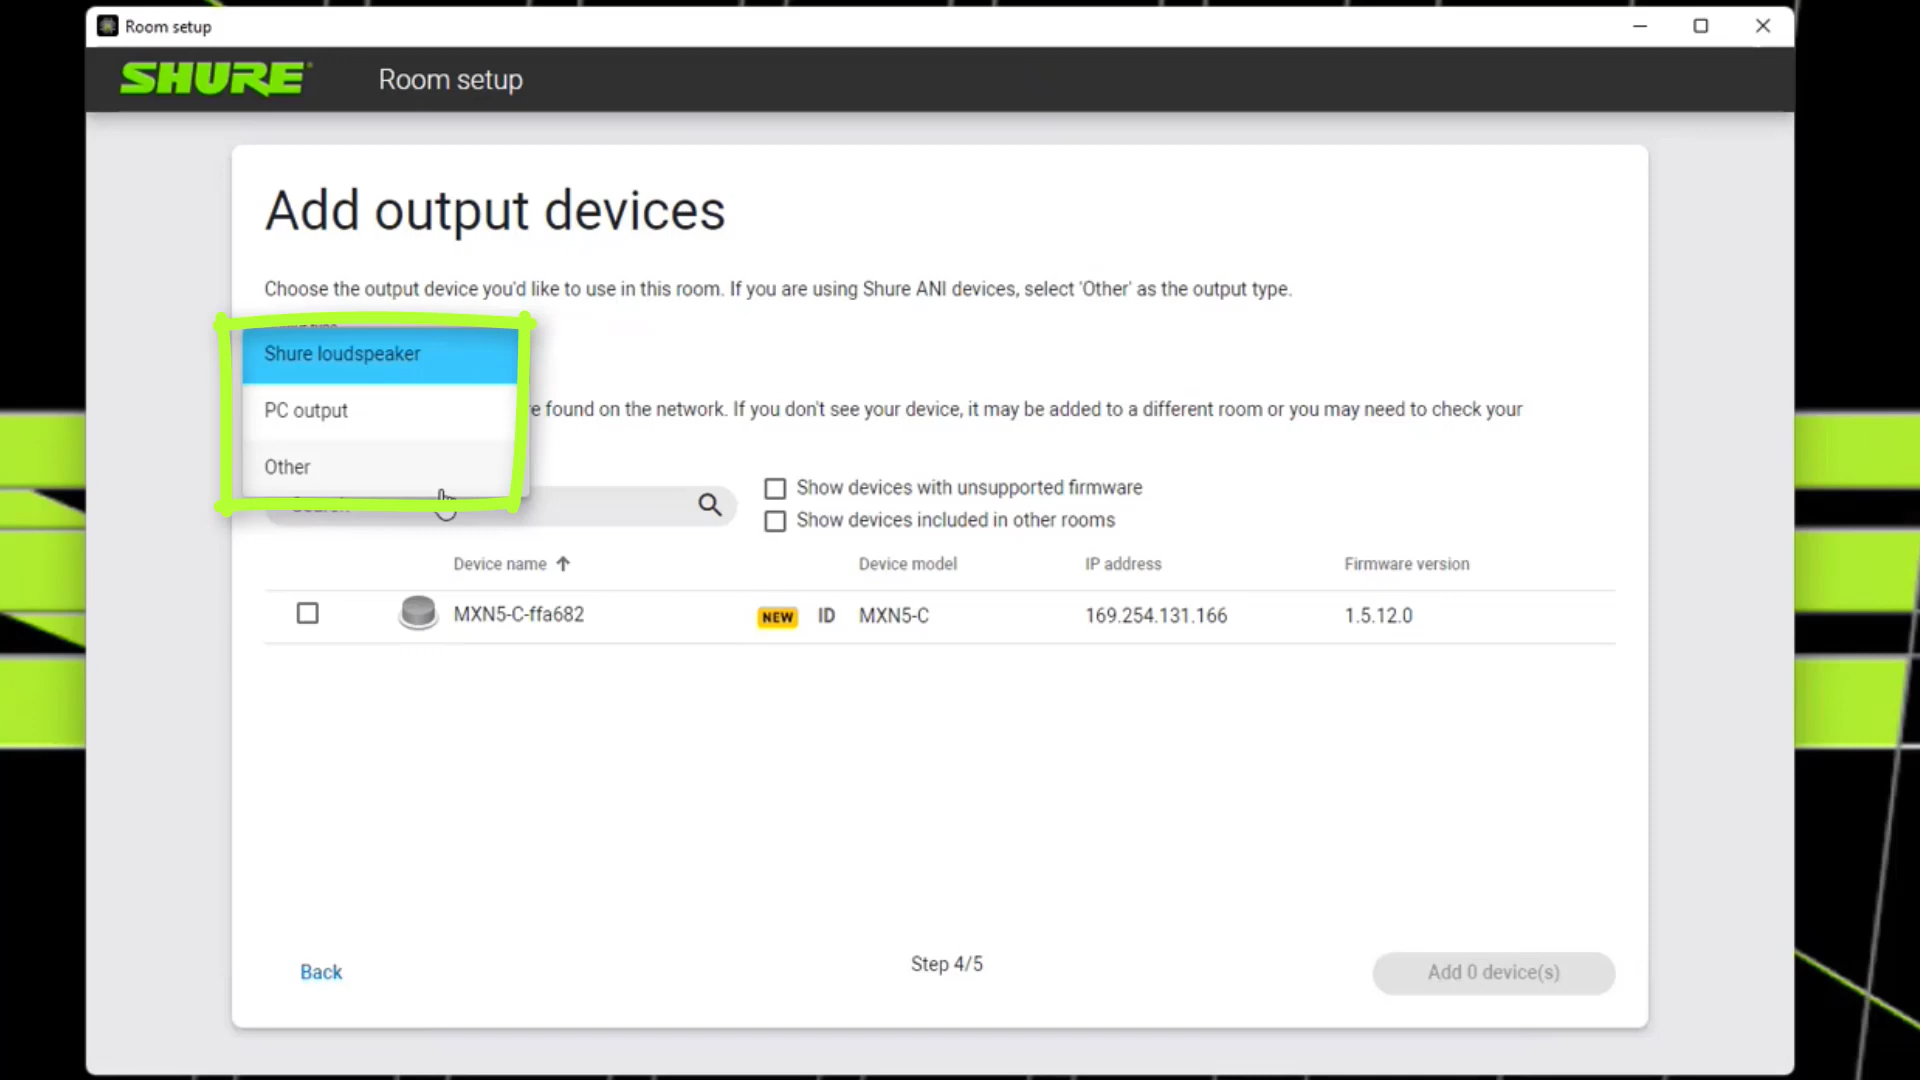 Room setup
SHURE
Room setup
Add output devices
Choose the output device you'd like to use in this room. If you are using Shure ANI devices, select 'Other' as the output type.
Shure loudspeaker
PC output
found on the network. If you don't see your device, it may be added to a different room or you may need to check your
Other
Show devices with unsupported firmware
Show devices included in other rooms
Device name Device model IP address Firmware version
MXN5-C-ffa682 NEW ID MXN5-C 169.254.131.166 1.5.12.0
Back Step 4/5 Add 0 device(s)